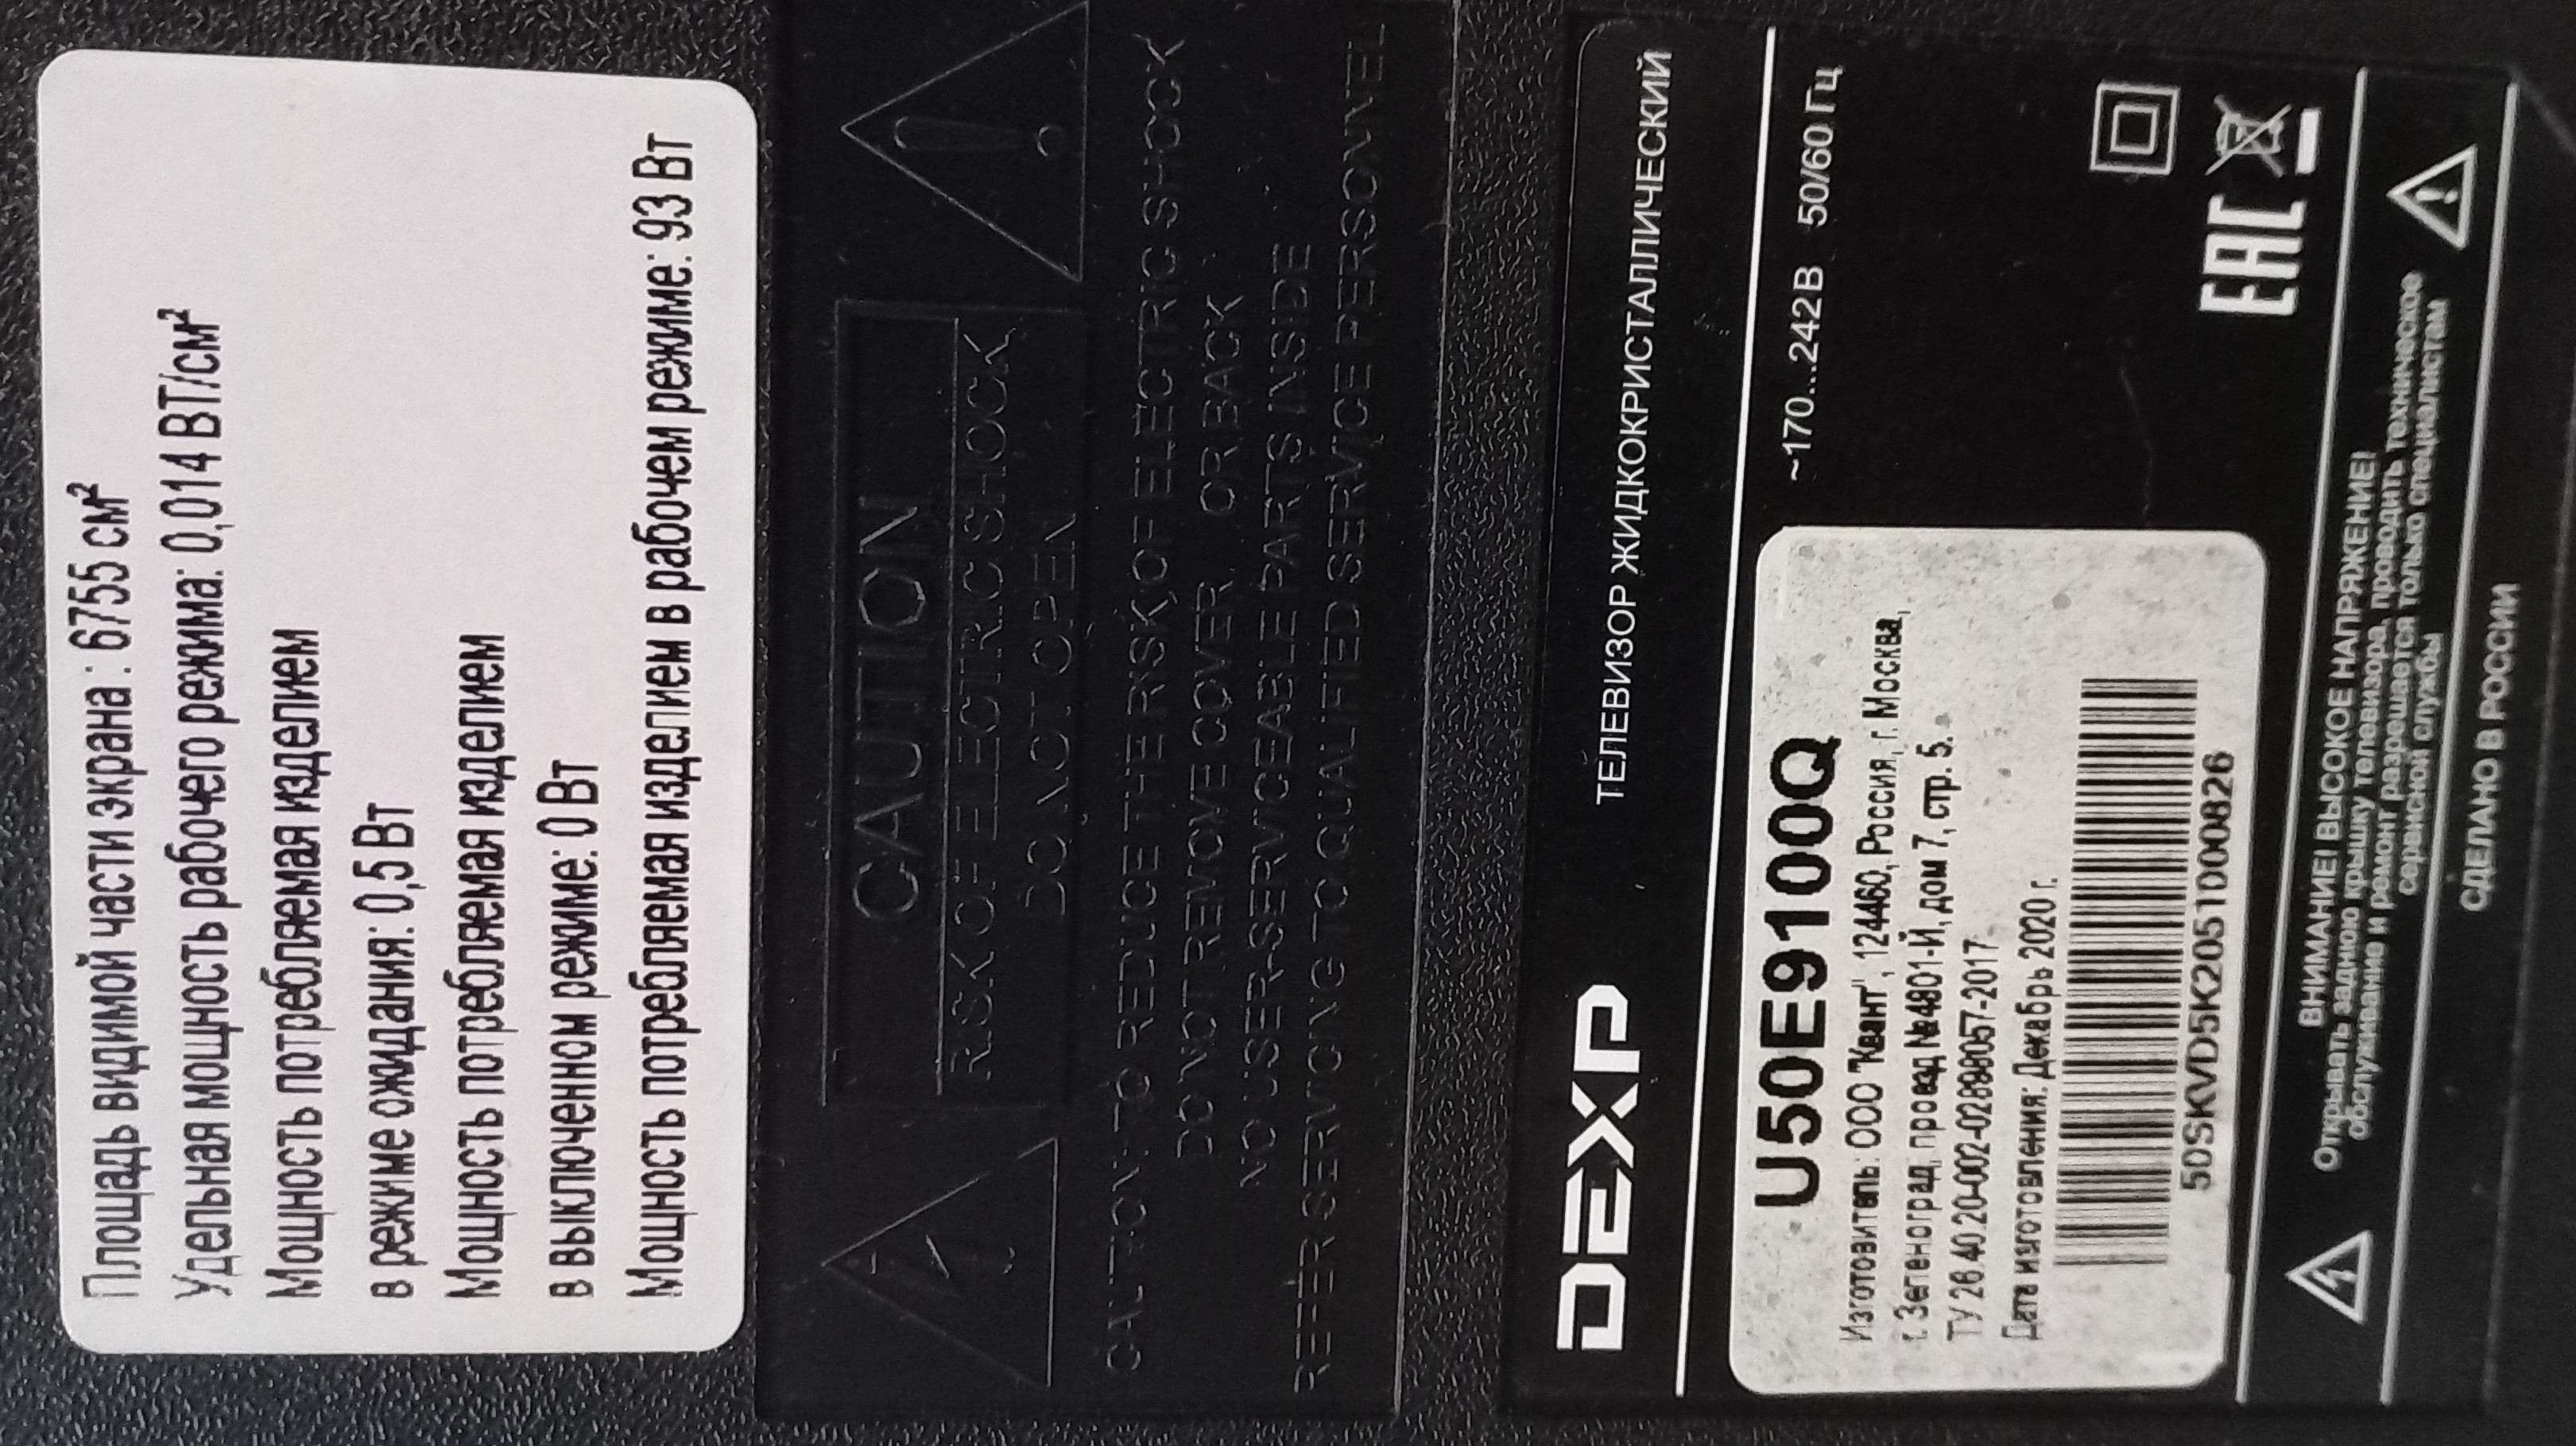 Площадь видимой части экрана : 6755 см²
Удельная мощность рабочего режима: 0,014 ВТ/см²
Мощность потребляемая изделием
в режиме ожидания: 0,5 Вт
Мощность потребляемая изделием
в выключенном режиме: 0 Вт
Мощность потребляемая изделием в рабочем режиме: 93 Вт
CAUTION
RISK OF ELECTRIC SHOCK
DO NOT OPEN
CAUTION: TO REDUCE THE RISK OF ELECTRIC SHOCK
DO NOT REMOVE COVER OR BACK
NO USER-SERVICEABLE PARTS INSIDE
REFER SERVICING TO QUALIFIED SERVICE PERSONNEL
DEXP ТЕЛЕВИЗОР ЖИДКОКРИСТАЛЛИЧЕСКИЙ
~170...242В 50/60 Гц
U50E9100Q
Изготовитель: ООО "Квант", 124460, Россия, г. Москва,
г. Зеленоград, проезд №4801-Й, дом 7, стр. 5.
ТУ 26.40.20-002-02898057-2017
Дата изготовления: Декабрь 2020 г.
50SKVD5K2051D00826
EAC
ВНИМАНИЕ! ВЫСОКОЕ НАПРЯЖЕНИЕ!
Открывать заднюю крышку телевизора, проводить техническое
обслуживание и ремонт разрешается только специалистам
сервисной службы
СДЕЛАНО В РОССИИ